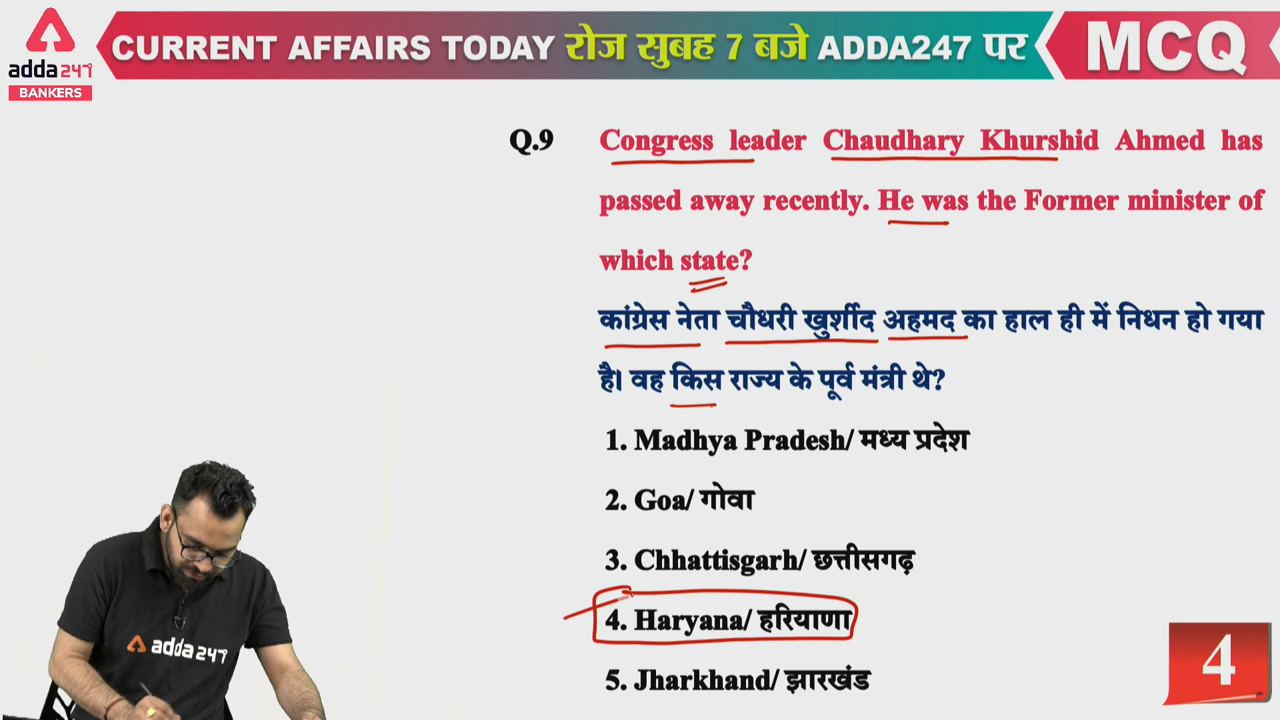 adda247
BANKERS
CURRENT AFFAIRS TODAY रोज सुबह 7 बजे ADDA247 पर
MCQ
Q.9 Congress leader Chaudhary Khurshid Ahmed has
passed away recently. He was the Former minister of
which state?
कांग्रेस नेता चौधरी खुर्शीद अहमद का हाल ही में निधन हो गया
है। वह किस राज्य के पूर्व मंत्री थे?
1. Madhya Pradesh/ मध्य प्रदेश
2. Goa/ गोवा
3. Chhattisgarh/ छत्तीसगढ़
4. Haryana/ हरियाणा
5. Jharkhand/ झारखंड
adda247
4